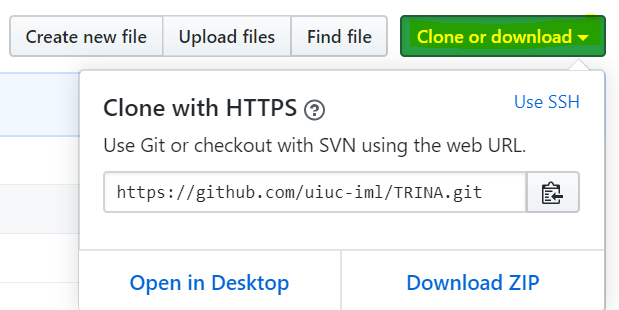 Create new file Upload files Find file Clone or download
Clone with HTTPS ?
Use SSH
Use Git or checkout with SVN using the web URL.
https://github.com/uiuc-iml/TRINA.git
Open in Desktop Download ZIP